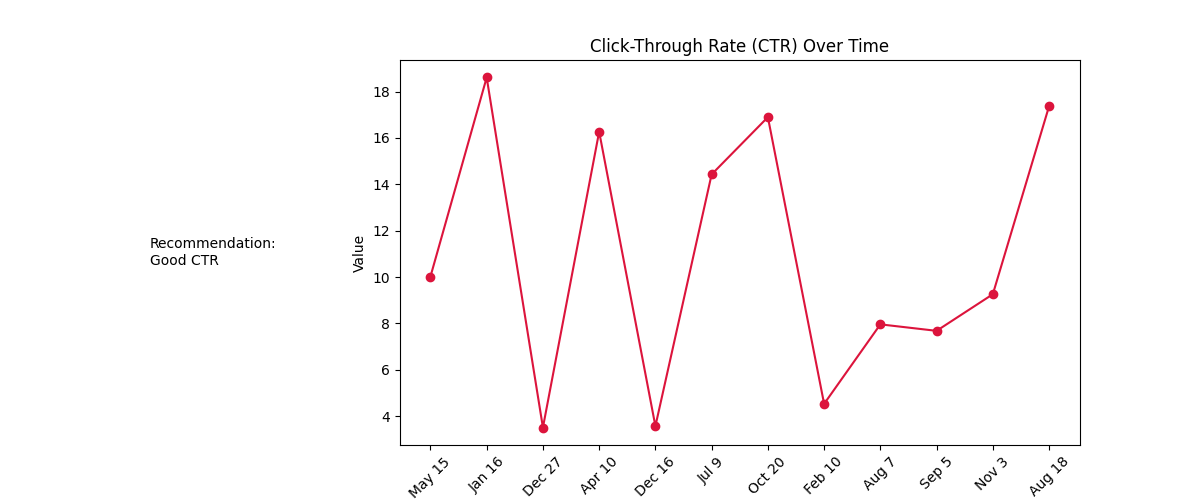 Click-Through Rate (CTR) Over Time
Recommendation:
Good CTR
Value
18
16
14
12
10
8
6
4
May 15
Jan 16
Dec 27
Apr 10
Dec 16
Jul 9
Oct 20
Feb 10
Aug 7
Sep 5
Nov 3
Aug 18